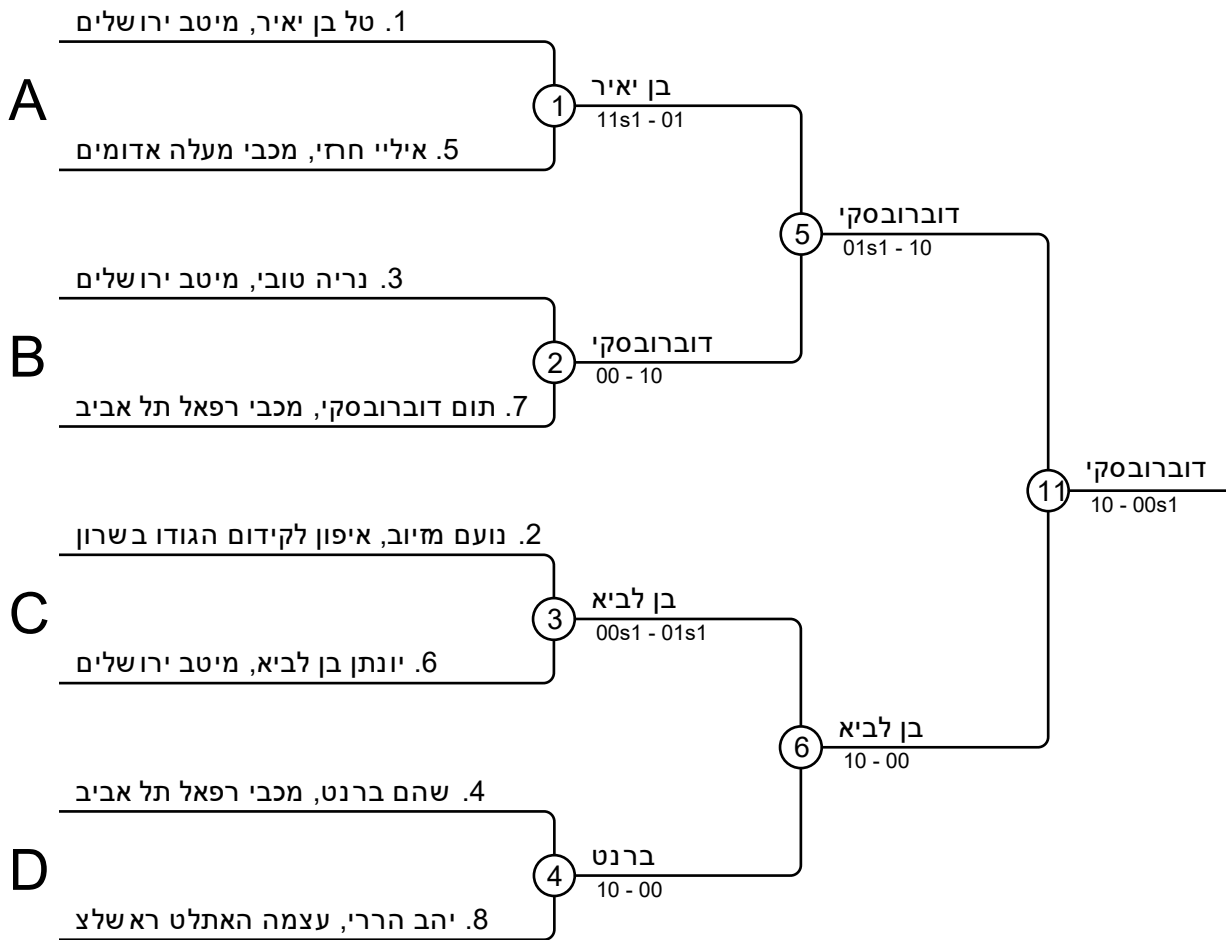 1. טל בן יאיר, מיטב ירושלים
A
1
בן יאיר
11s1 - 01
5. איליי חרזי, מכבי מעלה אדומים
5
דוברובסקי
01s1 - 10
3. נריה טובי, מיטב ירושלים
B
2
דוברובסקי
00 - 10
7. תום דוברובסקי, מכבי רפאל תל אביב
11
דוברובסקי
10 - 00s1
2. נועם מזיוב, איפון לקידום הגודו בשרון
C
3
בן לביא
00s1 - 01s1
6. יונתן בן לביא, מיטב ירושלים
6
בן לביא
10 - 00
4. שהם ברנט, מכבי רפאל תל אביב
D
4
ברנט
10 - 00
8. יהב הררי, עצמה האתלט ראשלצ